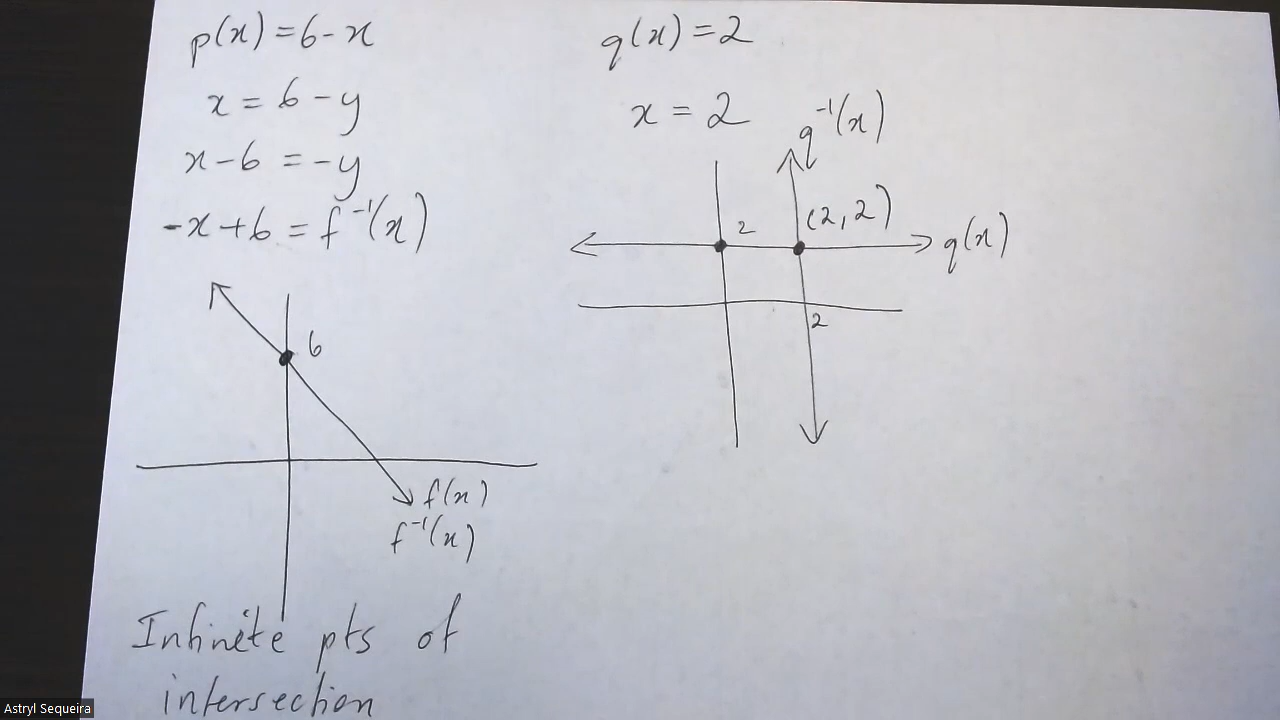 p(x) = 6 - x
x = 6 - y
x - 6 = -y
-x + 6 = f⁻¹(x)
6
f(x)
f⁻¹(x)
Infinite pts of
intersection
q(x) = 2
x = 2
q⁻¹(x)
(2, 2)
2
q(x)
2
Astryl Sequeira